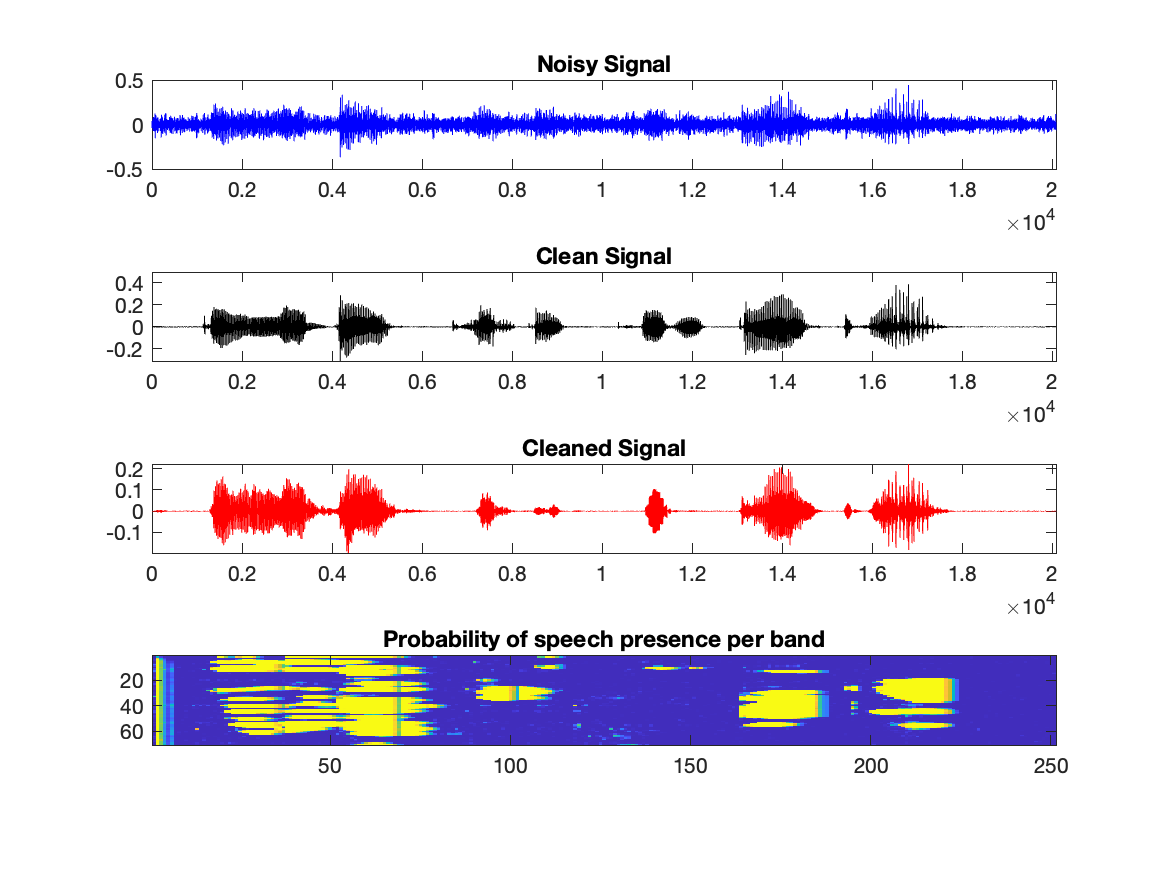 Noisy Signal
0.5
0
-0.5
0 0.2 0.4 0.6 0.8 1 1.2 1.4 1.6 1.8 2
×10^4
Clean Signal
0.4
0.2
0
-0.2
0 0.2 0.4 0.6 0.8 1 1.2 1.4 1.6 1.8 2
×10^4
Cleaned Signal
0.2
0.1
0
-0.1
0 0.2 0.4 0.6 0.8 1 1.2 1.4 1.6 1.8 2
×10^4
Probability of speech presence per band
20
40
60
50 100 150 200 250